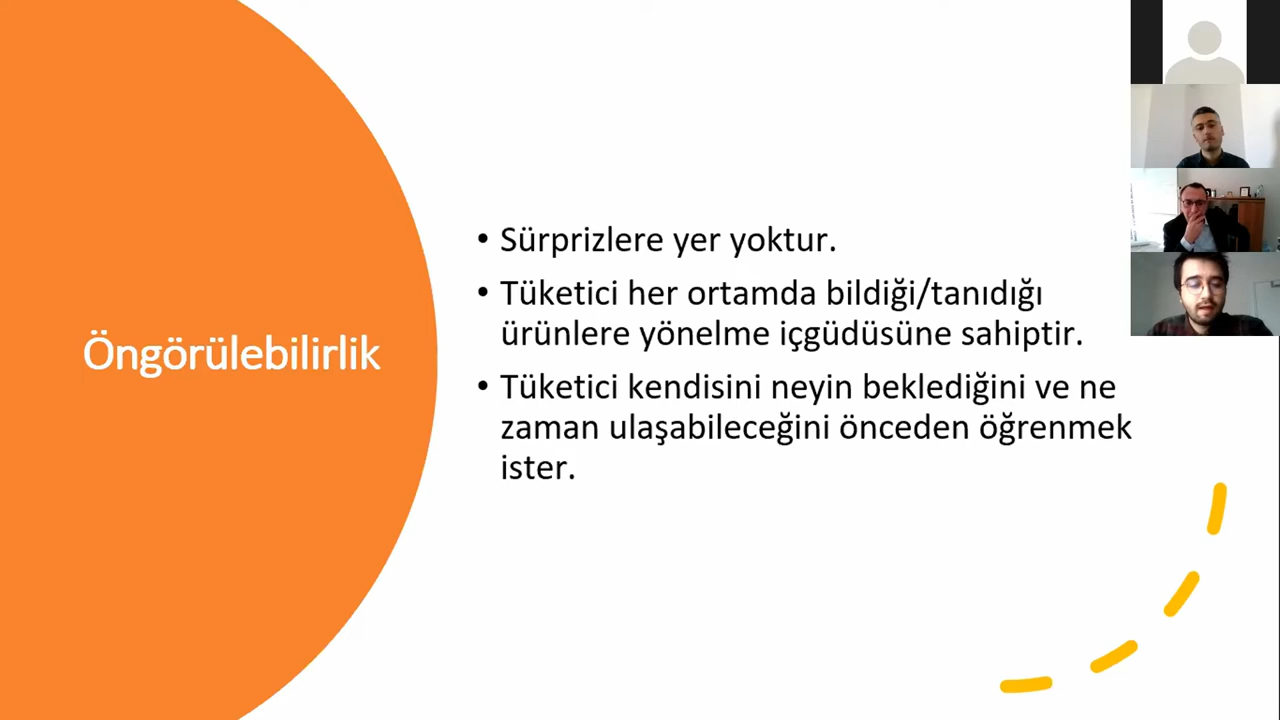 Öngörülebilirlik
• Sürprizlere yer yoktur.
• Tüketici her ortamda bildiği/tanıdığı
ürünlere yönelme içgüdüsüne sahiptir.
• Tüketici kendisini neyin beklediğini ve ne
zaman ulaşabileceğini önceden öğrenmek
ister.